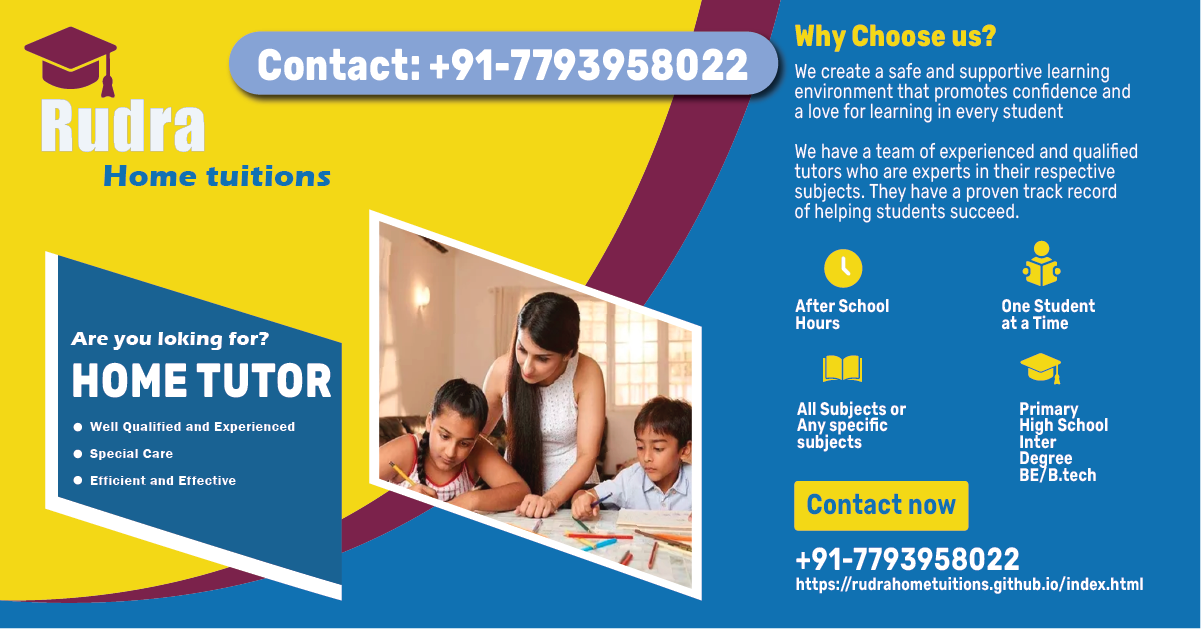 Rudra
Home tuitions
Contact: +91-7793958022
Are you loking for?
HOME TUTOR
Well Qualified and Experienced
Special Care
Efficient and Effective
Why Choose us?
We create a safe and supportive learning
environment that promotes confidence and
a love for learning in every student
We have a team of experienced and qualified
tutors who are experts in their respective
subjects. They have a proven track record
of helping students succeed.
After School
Hours
One Student
at a Time
All Subjects or
Any specific
subjects
Primary
High School
Inter
Degree
BE/B.tech
Contact now
+91-7793958022
https://rudrahometuitions.github.io/index.html